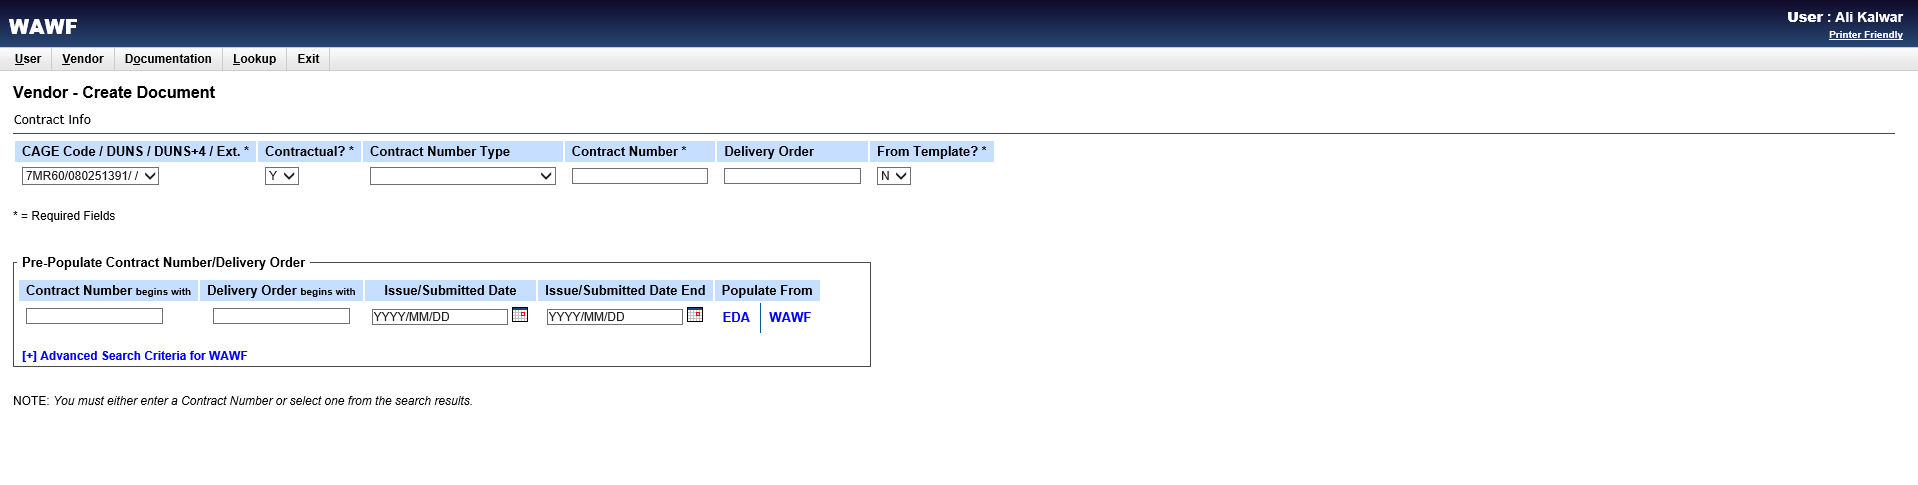 WAWF
User : Ali Kalwar
Printer Friendly
User Vendor Documentation Lookup Exit
Vendor - Create Document
Contract Info
CAGE Code / DUNS / DUNS+4 / Ext. * Contractual? * Contract Number Type Contract Number * Delivery Order From Template? *
7MR60/080251391/ / Y N
* = Required Fields
Pre-Populate Contract Number/Delivery Order
Contract Number begins with Delivery Order begins with Issue/Submitted Date Issue/Submitted Date End Populate From
YYYY/MM/DD YYYY/MM/DD EDA WAWF
[+] Advanced Search Criteria for WAWF
NOTE: You must either enter a Contract Number or select one from the search results.